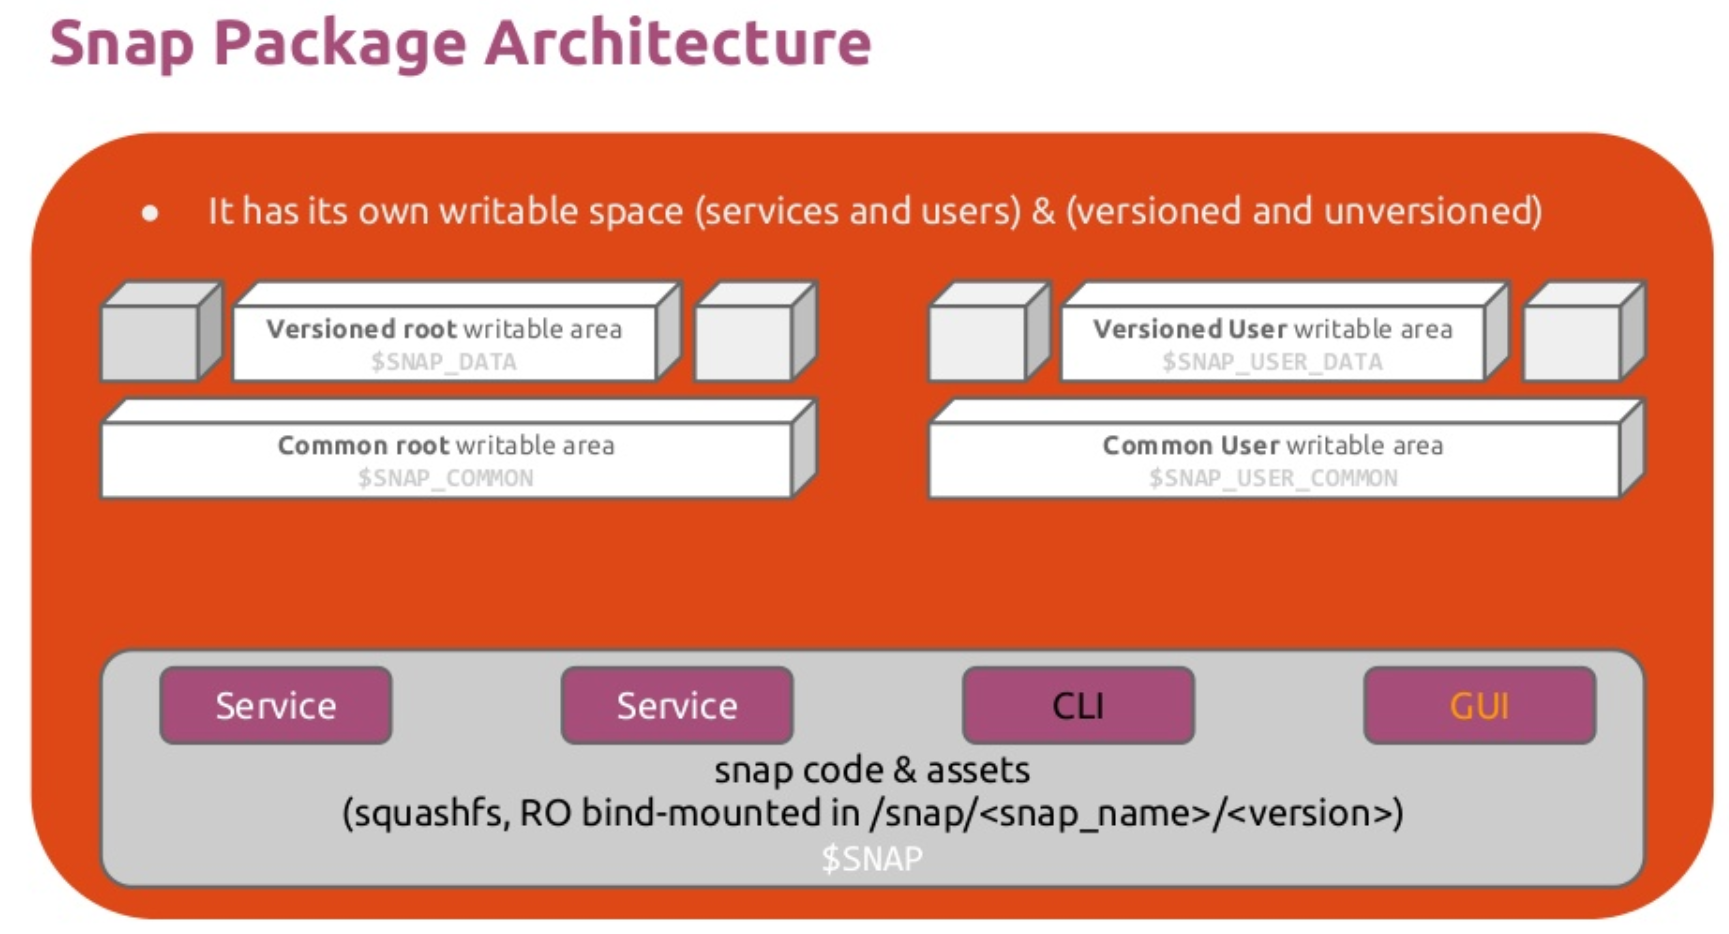 Snap Package Architecture
● It has its own writable space (services and users) & (versioned and unversioned)
Versioned root writable area
$SNAP_DATA
Versioned User writable area
$SNAP_USER_DATA
Common root writable area
$SNAP_COMMON
Common User writable area
$SNAP_USER_COMMON
Service
Service
CLI
GUI
snap code & assets
(squashfs, RO bind-mounted in /snap/<snap_name>/<version>)
$SNAP